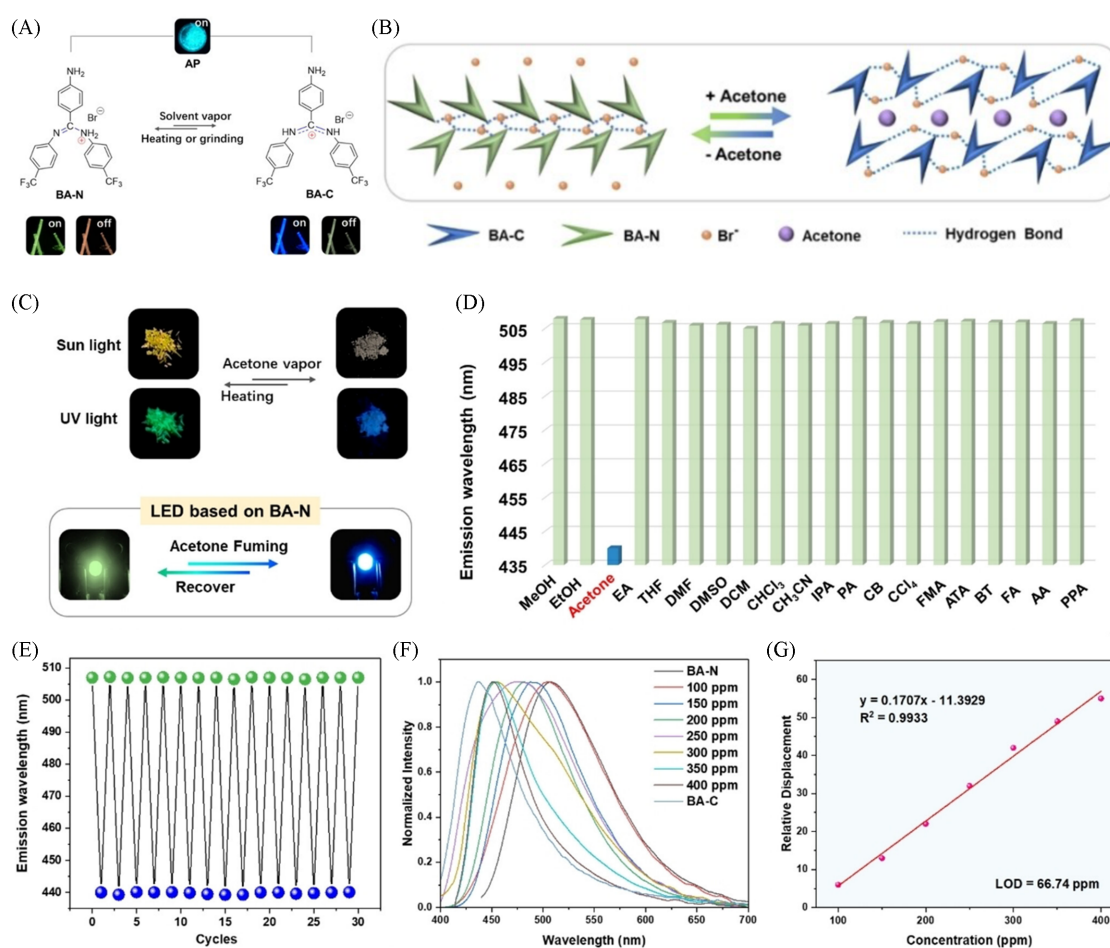 (A)
on
AP
NH₂
NH₂
Br⊖
Br⊖
N
NH₂
⊕
Solvent vapor
Heating or grinding
NH
C
NH
⊕
F₃C
CF₃
F₃C
CF₃
BA-N
BA-C
on
off
on
off
(B)
+ Acetone
- Acetone
BA-C
BA-N
Br⁻
Acetone
Hydrogen Bond
(C)
Sun light
Acetone vapor
Heating
UV light
LED based on BA-N
Acetone Fuming
Recover
(D)
Emission wavelength (nm)
505
495
485
475
465
455
445
435
MeOH
EtOH
Acetone
EA
THF
DMF
DMSO
DCM
CHCl₃
CH₃CN
IPA
PA
CB
CCl₄
FMA
ATA
BT
FA
AA
PPA
(E)
Emission wavelength (nm)
510
500
490
480
470
460
450
440
0
5
10
15
20
25
30
Cycles
(F)
Normalized Intensity
1.0
0.8
0.6
0.4
0.2
0.0
400
450
500
550
600
650
700
Wavelength (nm)
BA-N
100 ppm
150 ppm
200 ppm
250 ppm
300 ppm
350 ppm
400 ppm
BA-C
(G)
Relative Displacement
60
50
40
30
20
10
0
y = 0.1707x - 11.3929
R² = 0.9933
LOD = 66.74 ppm
100
200
300
400
Concentration (ppm)